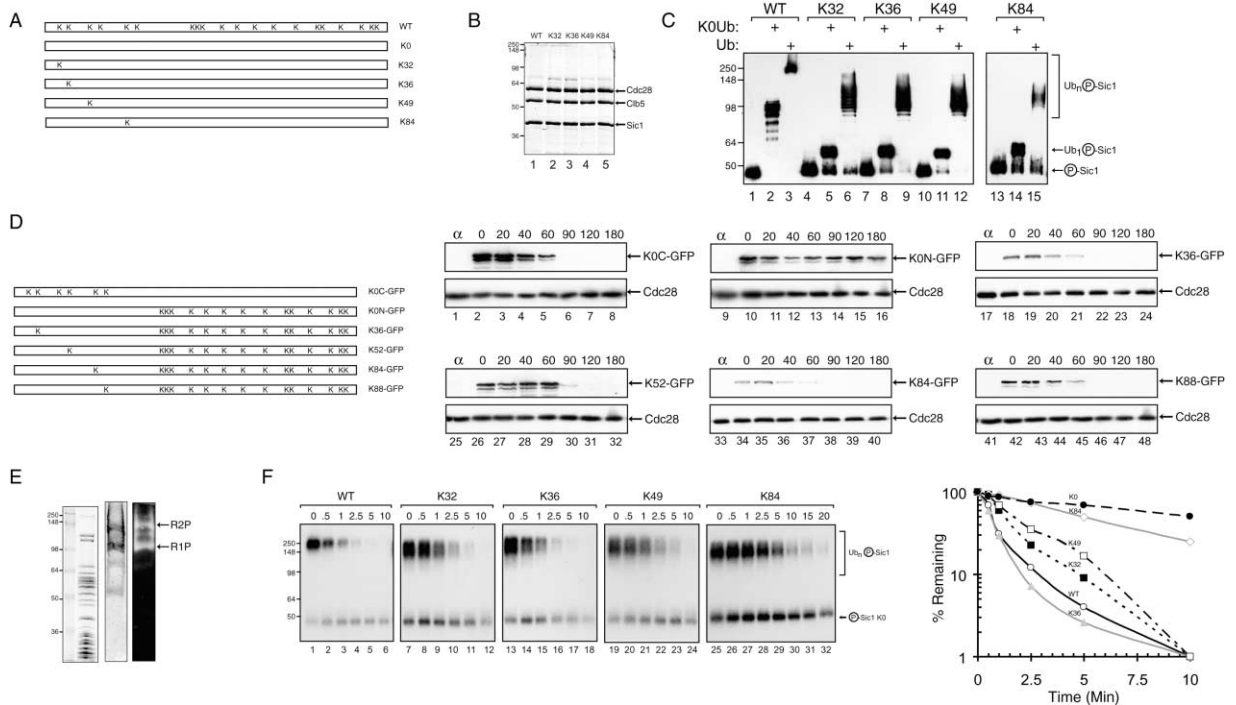 A
K K K K K K KKK K K K K K KK K KK WT
K0
K K32
K K36
K K49
K K84
B
WT K32 K36 K49 K84
250
148
98
64
50
36
Cdc28
Clb5
Sic1
1 2 3 4 5
C
WT K32 K36 K49 K84
K0Ub: + + + + +
Ub: + + + + +
250
148
98
64
50
Ubn P-Sic1
Ub1 P-Sic1
P-Sic1
1 2 3 4 5 6 7 8 9 10 11 12 13 14 15
D
K K K K K K K0C-GFP
KKK K K K K K KK K KK K0N-GFP
K KKK K K K K K KK K KK K36-GFP
K KKK K K K K K KK K KK K52-GFP
K KKK K K K K K KK K KK K84-GFP
K KKK K K K K K KK K KK K88-GFP
α 0 20 40 60 90 120 180
K0C-GFP
Cdc28
1 2 3 4 5 6 7 8
α 0 20 40 60 90 120 180
K0N-GFP
Cdc28
9 10 11 12 13 14 15 16
α 0 20 40 60 90 120 180
K36-GFP
Cdc28
17 18 19 20 21 22 23 24
α 0 20 40 60 90 120 180
K52-GFP
Cdc28
25 26 27 28 29 30 31 32
α 0 20 40 60 90 120 180
K84-GFP
Cdc28
33 34 35 36 37 38 39 40
α 0 20 40 60 90 120 180
K88-GFP
Cdc28
41 42 43 44 45 46 47 48
E
250
148
98
64
50
36
R2P
R1P
F
WT K32 K36 K49 K84
0 .5 1 2.5 5 10 0 .5 1 2.5 5 10 0 .5 1 2.5 5 10 0 .5 1 2.5 5 10 0 .5 1 2.5 5 10 15 20
250
148
98
50
Ubn P-Sic1
P-Sic1 K0
1 2 3 4 5 6 7 8 9 10 11 12 13 14 15 16 17 18 19 20 21 22 23 24 25 26 27 28 29 30 31 32
% Remaining
100
10
1
K0
K84
K49
K32
WT
K36
0 2.5 5 7.5 10
Time (Min)